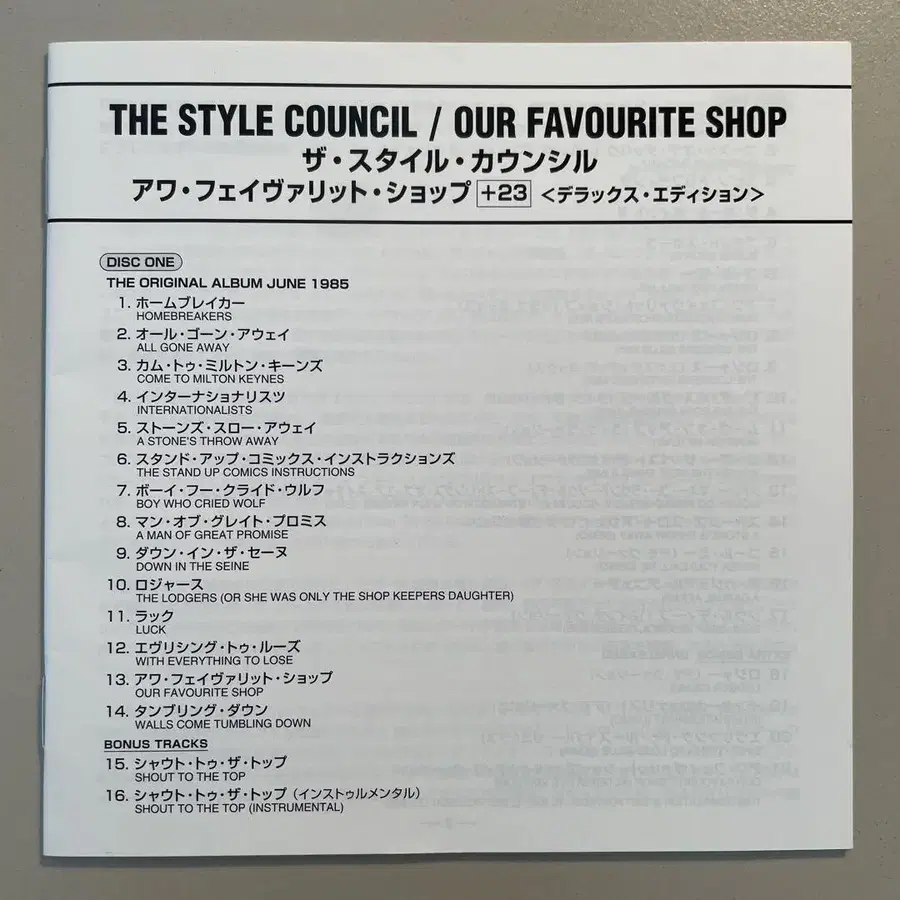 THE STYLE COUNCIL / OUR FAVOURITE SHOP
ザ・スタイル・カウンシル
アワ・フェイヴァリット・ショップ +23 <デラックス・エディション>
DISC ONE
THE ORIGINAL ALBUM JUNE 1985
1. ホームブレイカー
HOMEBREAKERS
2. オール・ゴーン・アウェイ
ALL GONE AWAY
3. カム・トゥ・ミルトン・キーンズ
COME TO MILTON KEYNES
4. インターナショナリスツ
INTERNATIONALISTS
5. ストーンズ・スロー・アウェイ
A STONE'S THROW AWAY
6. スタンド・アップ・コミックス・インストラクションズ
THE STAND UP COMICS INSTRUCTIONS
7. ボーイ・フー・クライド・ウルフ
BOY WHO CRIED WOLF
8. マン・オブ・グレイト・プロミス
A MAN OF GREAT PROMISE
9. ダウン・イン・ザ・セーヌ
DOWN IN THE SEINE
10. ロジャース
THE LODGERS (OR SHE WAS ONLY THE SHOP KEEPERS DAUGHTER)
11. ラック
LUCK
12. エヴリシング・トゥ・ルーズ
WITH EVERYTHING TO LOSE
13. アワ・フェイヴァリット・ショップ
OUR FAVOURITE SHOP
14. タンブリング・ダウン
WALLS COME TUMBLING DOWN
BONUS TRACKS
15. シャウト・トゥ・ザ・トップ
SHOUT TO THE TOP
16. シャウト・トゥ・ザ・トップ (インストゥルメンタル)
SHOUT TO THE TOP (INSTRUMENTAL)